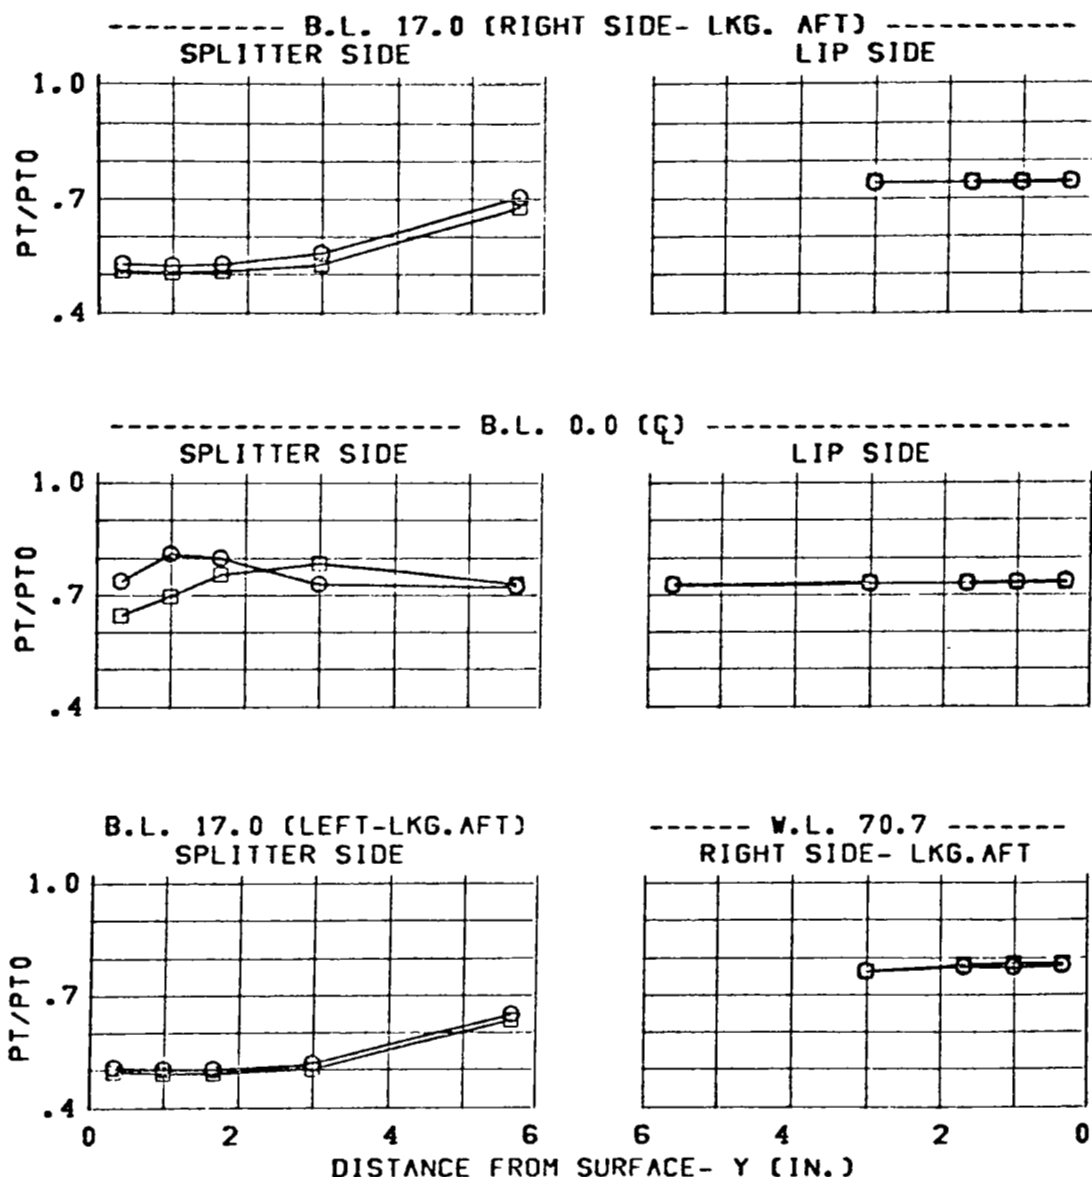 B.L. 17.0 (RIGHT SIDE- LKG. AFT)
SPLITTER SIDE
LIP SIDE
1.0
.7
.4
PT/PT0
B.L. 0.0 (℄)
SPLITTER SIDE
LIP SIDE
1.0
.7
.4
PT/PT0
B.L. 17.0 (LEFT-LKG.AFT)
SPLITTER SIDE
W.L. 70.7
RIGHT SIDE- LKG.AFT
1.0
.7
.4
PT/PT0
0 2 4 6
6 4 2 0
DISTANCE FROM SURFACE- Y (IN.)